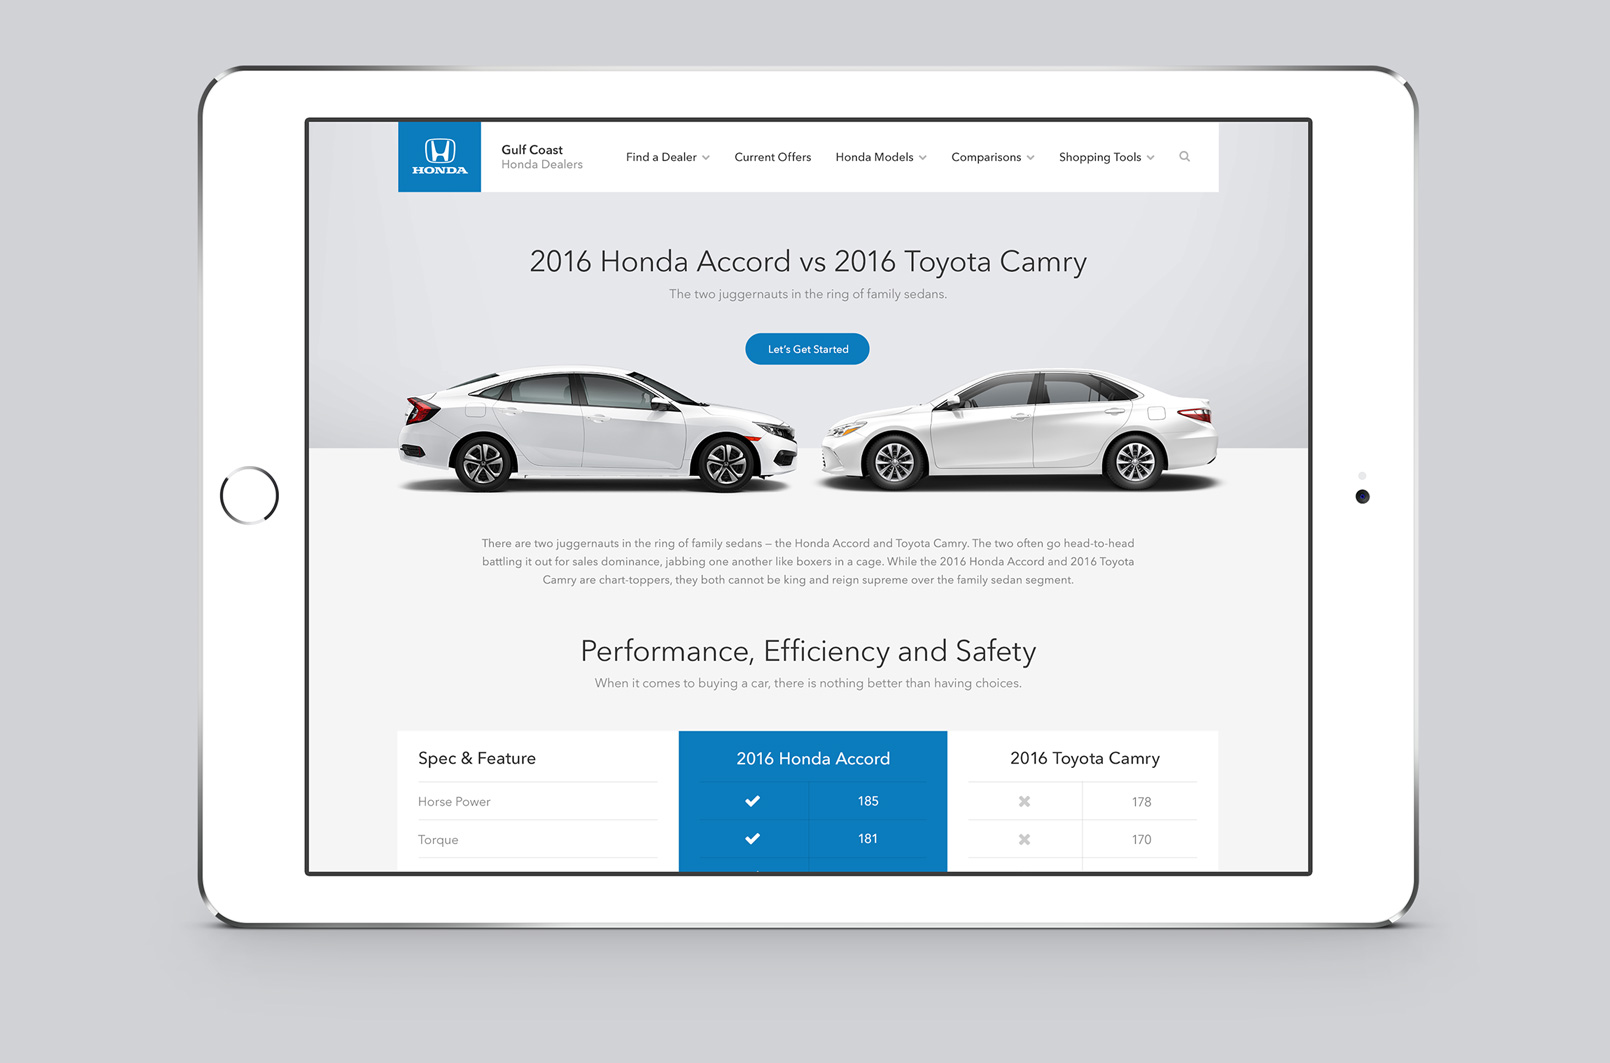 HONDA
Gulf Coast
Honda Dealers
Find a Dealer
Current Offers
Honda Models
Comparisons
Shopping Tools
2016 Honda Accord vs 2016 Toyota Camry
The two juggernauts in the ring of family sedans.
Let's Get Started
There are two juggernauts in the ring of family sedans – the Honda Accord and Toyota Camry. The two often go head-to-head
battling it out for sales dominance, jabbing one another like boxers in a cage. While the 2016 Honda Accord and 2016 Toyota
Camry are chart-toppers, they both cannot be king and reign supreme over the family sedan segment.
Performance, Efficiency and Safety
When it comes to buying a car, there is nothing better than having choices.
Spec & Feature 2016 Honda Accord 2016 Toyota Camry
Horse Power 185 178
Torque 181 170